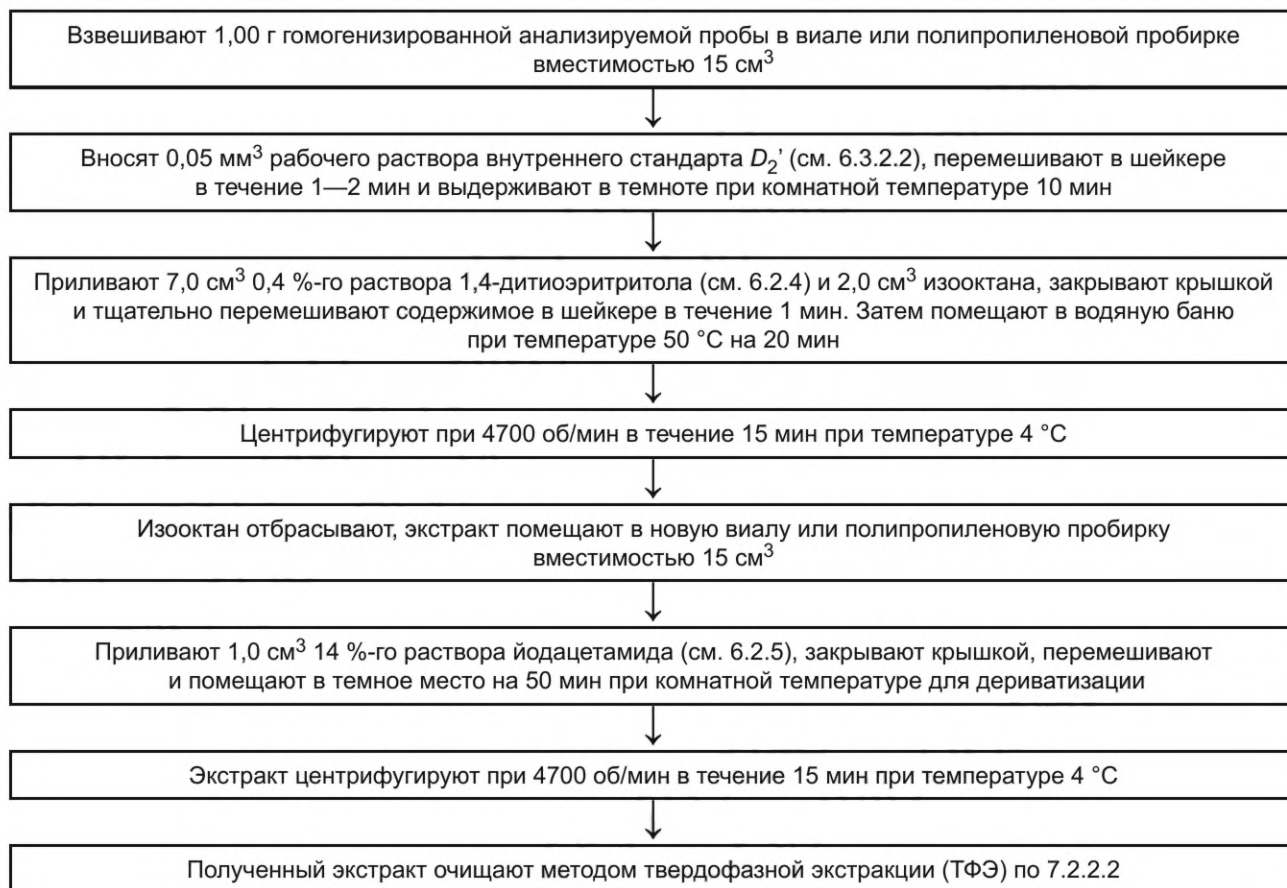 Взвешивают 1,00 г гомогенизированной анализируемой пробы в виале или полипропиленовой пробирке
вместимостью 15 см³
Вносят 0,05 мм³ рабочего раствора внутреннего стандарта D₂’ (см. 6.3.2.2), перемешивают в шейкере
в течение 1—2 мин и выдерживают в темноте при комнатной температуре 10 мин
Приливают 7,0 см³ 0,4 %-го раствора 1,4-дитиоэритритола (см. 6.2.4) и 2,0 см³ изооктана, закрывают крышкой
и тщательно перемешивают содержимое в шейкере в течение 1 мин. Затем помещают в водяную баню
при температуре 50 °С на 20 мин
Центрифугируют при 4700 об/мин в течение 15 мин при температуре 4 °С
Изооктан отбрасывают, экстракт помещают в новую виалу или полипропиленовую пробирку
вместимостью 15 см³
Приливают 1,0 см³ 14 %-го раствора йодацетамида (см. 6.2.5), закрывают крышкой, перемешивают
и помещают в темное место на 50 мин при комнатной температуре для дериватизации
Экстракт центрифугируют при 4700 об/мин в течение 15 мин при температуре 4 °С
Полученный экстракт очищают методом твердофазной экстракции (ТФЭ) по 7.2.2.2